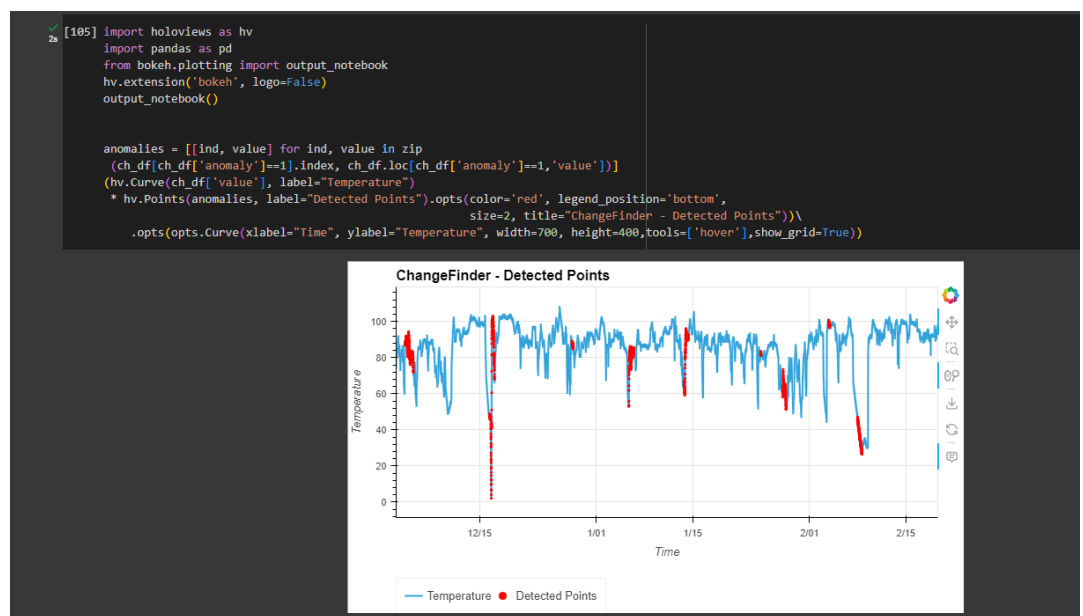 [105] import holoviews as hv
2s
import pandas as pd
from bokeh.plotting import output_notebook
hv.extension('bokeh', logo=False)
output_notebook()
anomalies = [[ind, value] for ind, value in zip
(ch_df[ch_df['anomaly']==1].index, ch_df.loc[ch_df['anomaly']==1,'value'])]
(hv.Curve(ch_df['value'], label="Temperature")
* hv.Points(anomalies, label="Detected Points").opts(color='red', legend_position='bottom',
size=2, title="ChangeFinder - Detected Points"))\
.opts(opts.Curve(xlabel="Time", ylabel="Temperature", width=700, height=400,tools=['hover'],show_grid=True))
ChangeFinder - Detected Points
100
80
60
40
20
0
Temperature
12/15 1/01 1/15 2/01 2/15
Time
Temperature Detected Points